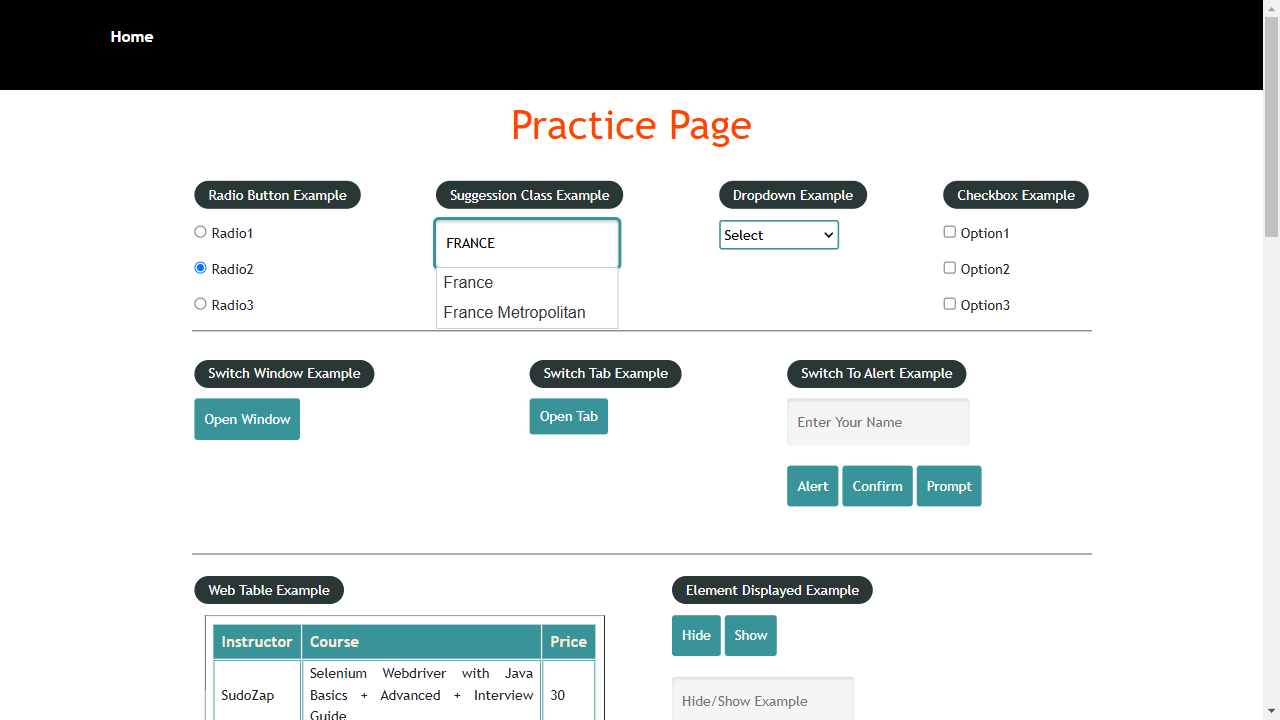 Home
Practice Page
Radio Button Example
Radio1
Radio2
Radio3
Suggession Class Example
FRANCE
France
France Metropolitan
Dropdown Example
Select
Checkbox Example
Option1
Option2
Option3
Switch Window Example
Open Window
Switch Tab Example
Open Tab
Switch To Alert Example
Enter Your Name
Alert Confirm Prompt
Web Table Example
Instructor Course Price
SudoZap
Selenium Webdriver with Java
Basics + Advanced + Interview
Guide
30
Element Displayed Example
Hide Show
Hide/Show Example